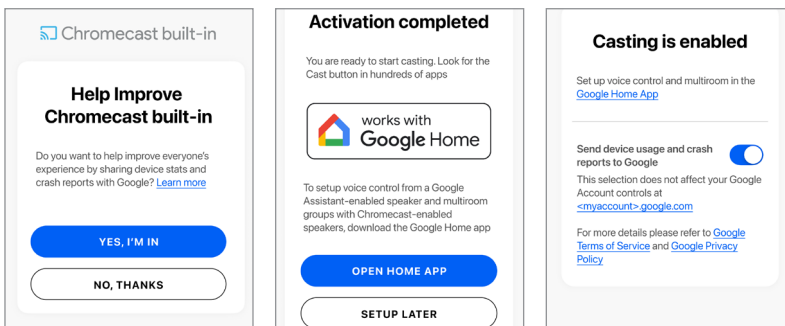 Chromecast built-in
Help Improve
Chromecast built-in
Do you want to help improve everyone's
experience by sharing device stats and
crash reports with Google? Learn more
YES, I'M IN
NO, THANKS
Activation completed
You are ready to start casting. Look for the
Cast button in hundreds of apps
works with
Google Home
To setup voice control from a Google
Assistant-enabled speaker and multiroom
groups with Chromecast-enabled
speakers, download the Google Home app
OPEN HOME APP
SETUP LATER
Casting is enabled
Set up voice control and multiroom in the
Google Home App
Send device usage and crash
reports to Google
This selection does not affect your Google
Account controls at
<myaccount>.google.com
For more details please refer to Google
Terms of Service and Google Privacy
Policy